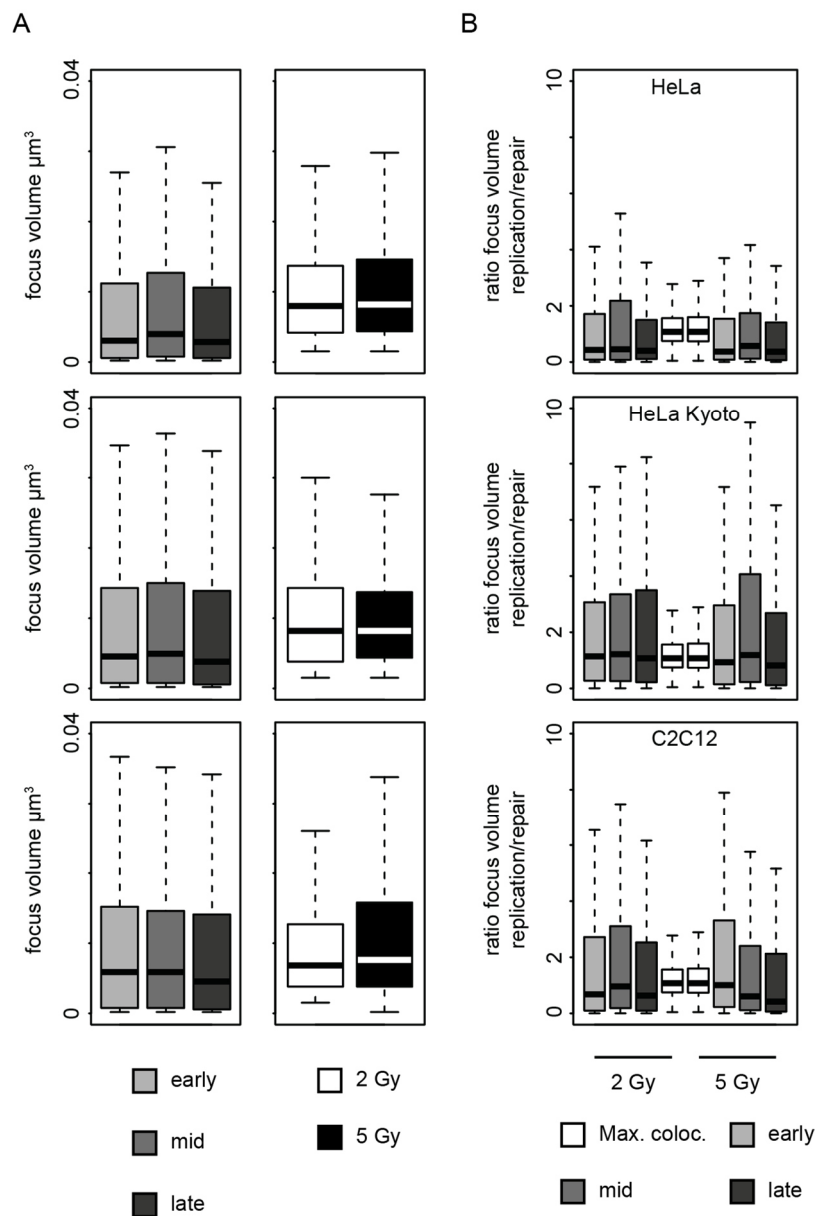 A
B
0.04
focus volume µm³
0
10
HeLa
ratio focus volume
replication/repair
2
0
0.04
focus volume µm³
0
10
HeLa Kyoto
ratio focus volume
replication/repair
2
0
0.04
focus volume µm³
0
10
C2C12
ratio focus volume
replication/repair
2
0
early
mid
late
2 Gy
5 Gy
2 Gy
5 Gy
Max. coloc.
early
mid
late